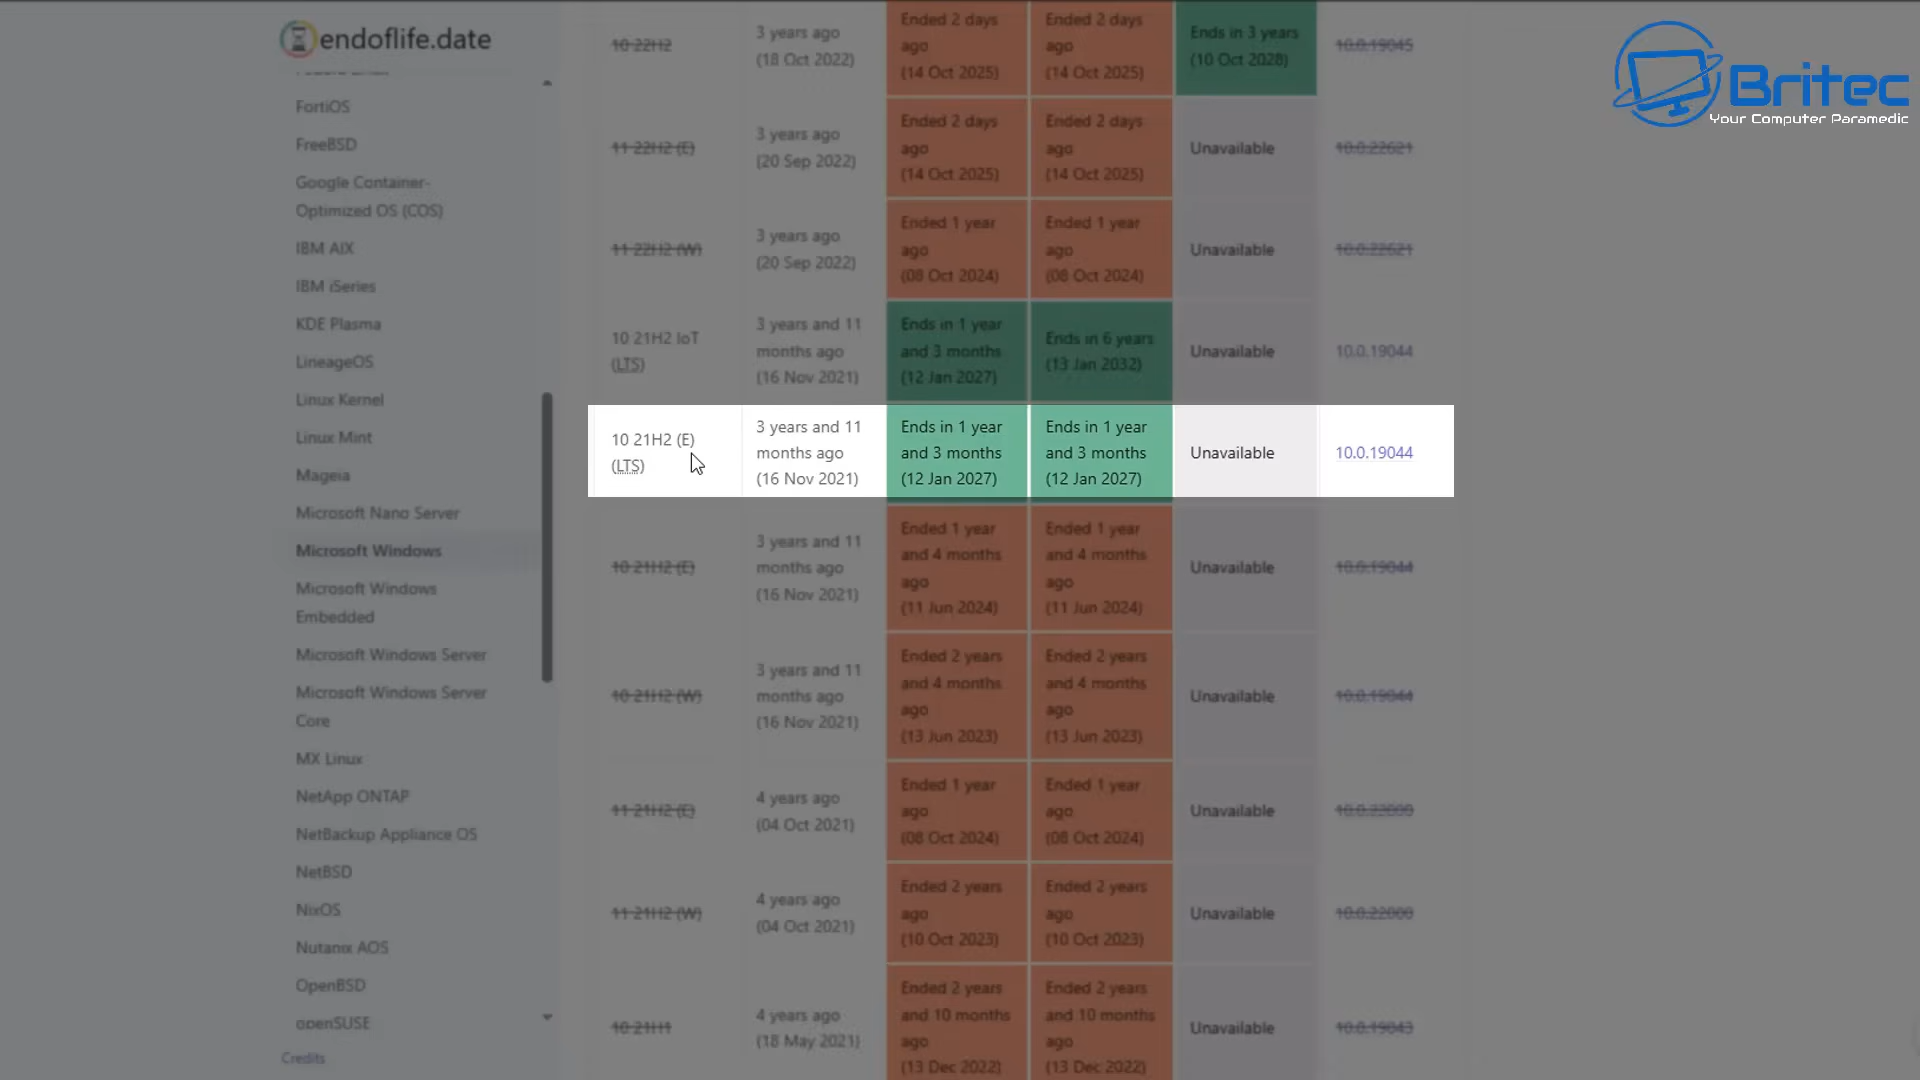 endoflife.date
FortiOS
FreeBSD
Google Container-
Optimized OS (COS)
IBM AIX
IBM iSeries
KDE Plasma
LineageOS
Linux Kernel
Linux Mint
Mageia
Microsoft Nano Server
Microsoft Windows
Microsoft Windows
Embedded
Microsoft Windows Server
Microsoft Windows Server
Core
MX Linux
NetApp ONTAP
NetBackup Appliance OS
NetBSD
NixOS
Nutanix AOS
OpenBSD
openSUSE
Credits
10 22H2
3 years ago
(18 Oct 2022)
Ended 2 days
ago
(14 Oct 2025)
Ended 2 days
ago
(14 Oct 2025)
Ends in 3 years
(10 Oct 2028)
10.0.19045
11 22H2 (E)
3 years ago
(20 Sep 2022)
Ended 2 days
ago
(14 Oct 2025)
Ended 2 days
ago
(14 Oct 2025)
Unavailable
10.0.22621
11 22H2 (W)
3 years ago
(20 Sep 2022)
Ended 1 year
ago
(08 Oct 2024)
Ended 1 year
ago
(08 Oct 2024)
Unavailable
10.0.22621
10 21H2 IoT
(LTS)
3 years and 11
months ago
(16 Nov 2021)
Ends in 1 year
and 3 months
(12 Jan 2027)
Ends in 6 years
(13 Jan 2032)
Unavailable
10.0.19044
10 21H2 (E)
(LTS)
3 years and 11
months ago
(16 Nov 2021)
Ends in 1 year
and 3 months
(12 Jan 2027)
Ends in 1 year
and 3 months
(12 Jan 2027)
Unavailable
10.0.19044
10 21H2 (E)
3 years and 11
months ago
(16 Nov 2021)
Ended 1 year
and 4 months
ago
(11 Jun 2024)
Ended 1 year
and 4 months
ago
(11 Jun 2024)
Unavailable
10.0.19044
10 21H2 (W)
3 years and 11
months ago
(16 Nov 2021)
Ended 2 years
and 4 months
ago
(13 Jun 2023)
Ended 2 years
and 4 months
ago
(13 Jun 2023)
Unavailable
10.0.19044
11 21H2 (E)
4 years ago
(04 Oct 2021)
Ended 1 year
ago
(08 Oct 2024)
Ended 1 year
ago
(08 Oct 2024)
Unavailable
10.0.22000
11 21H2 (W)
4 years ago
(04 Oct 2021)
Ended 2 years
ago
(10 Oct 2023)
Ended 2 years
ago
(10 Oct 2023)
Unavailable
10.0.22000
10 21H1
4 years ago
(18 May 2021)
Ended 2 years
and 10 months
ago
(13 Dec 2022)
Ended 2 years
and 10 months
ago
(13 Dec 2022)
Unavailable
10.0.19043
Britec
Your Computer Paramedic